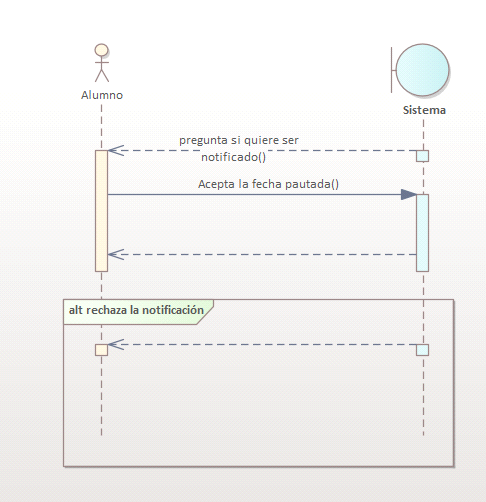 Alumno
Sistema
pregunta si quiere ser
notificado()
Acepta la fecha pautada()
alt rechaza la notificación